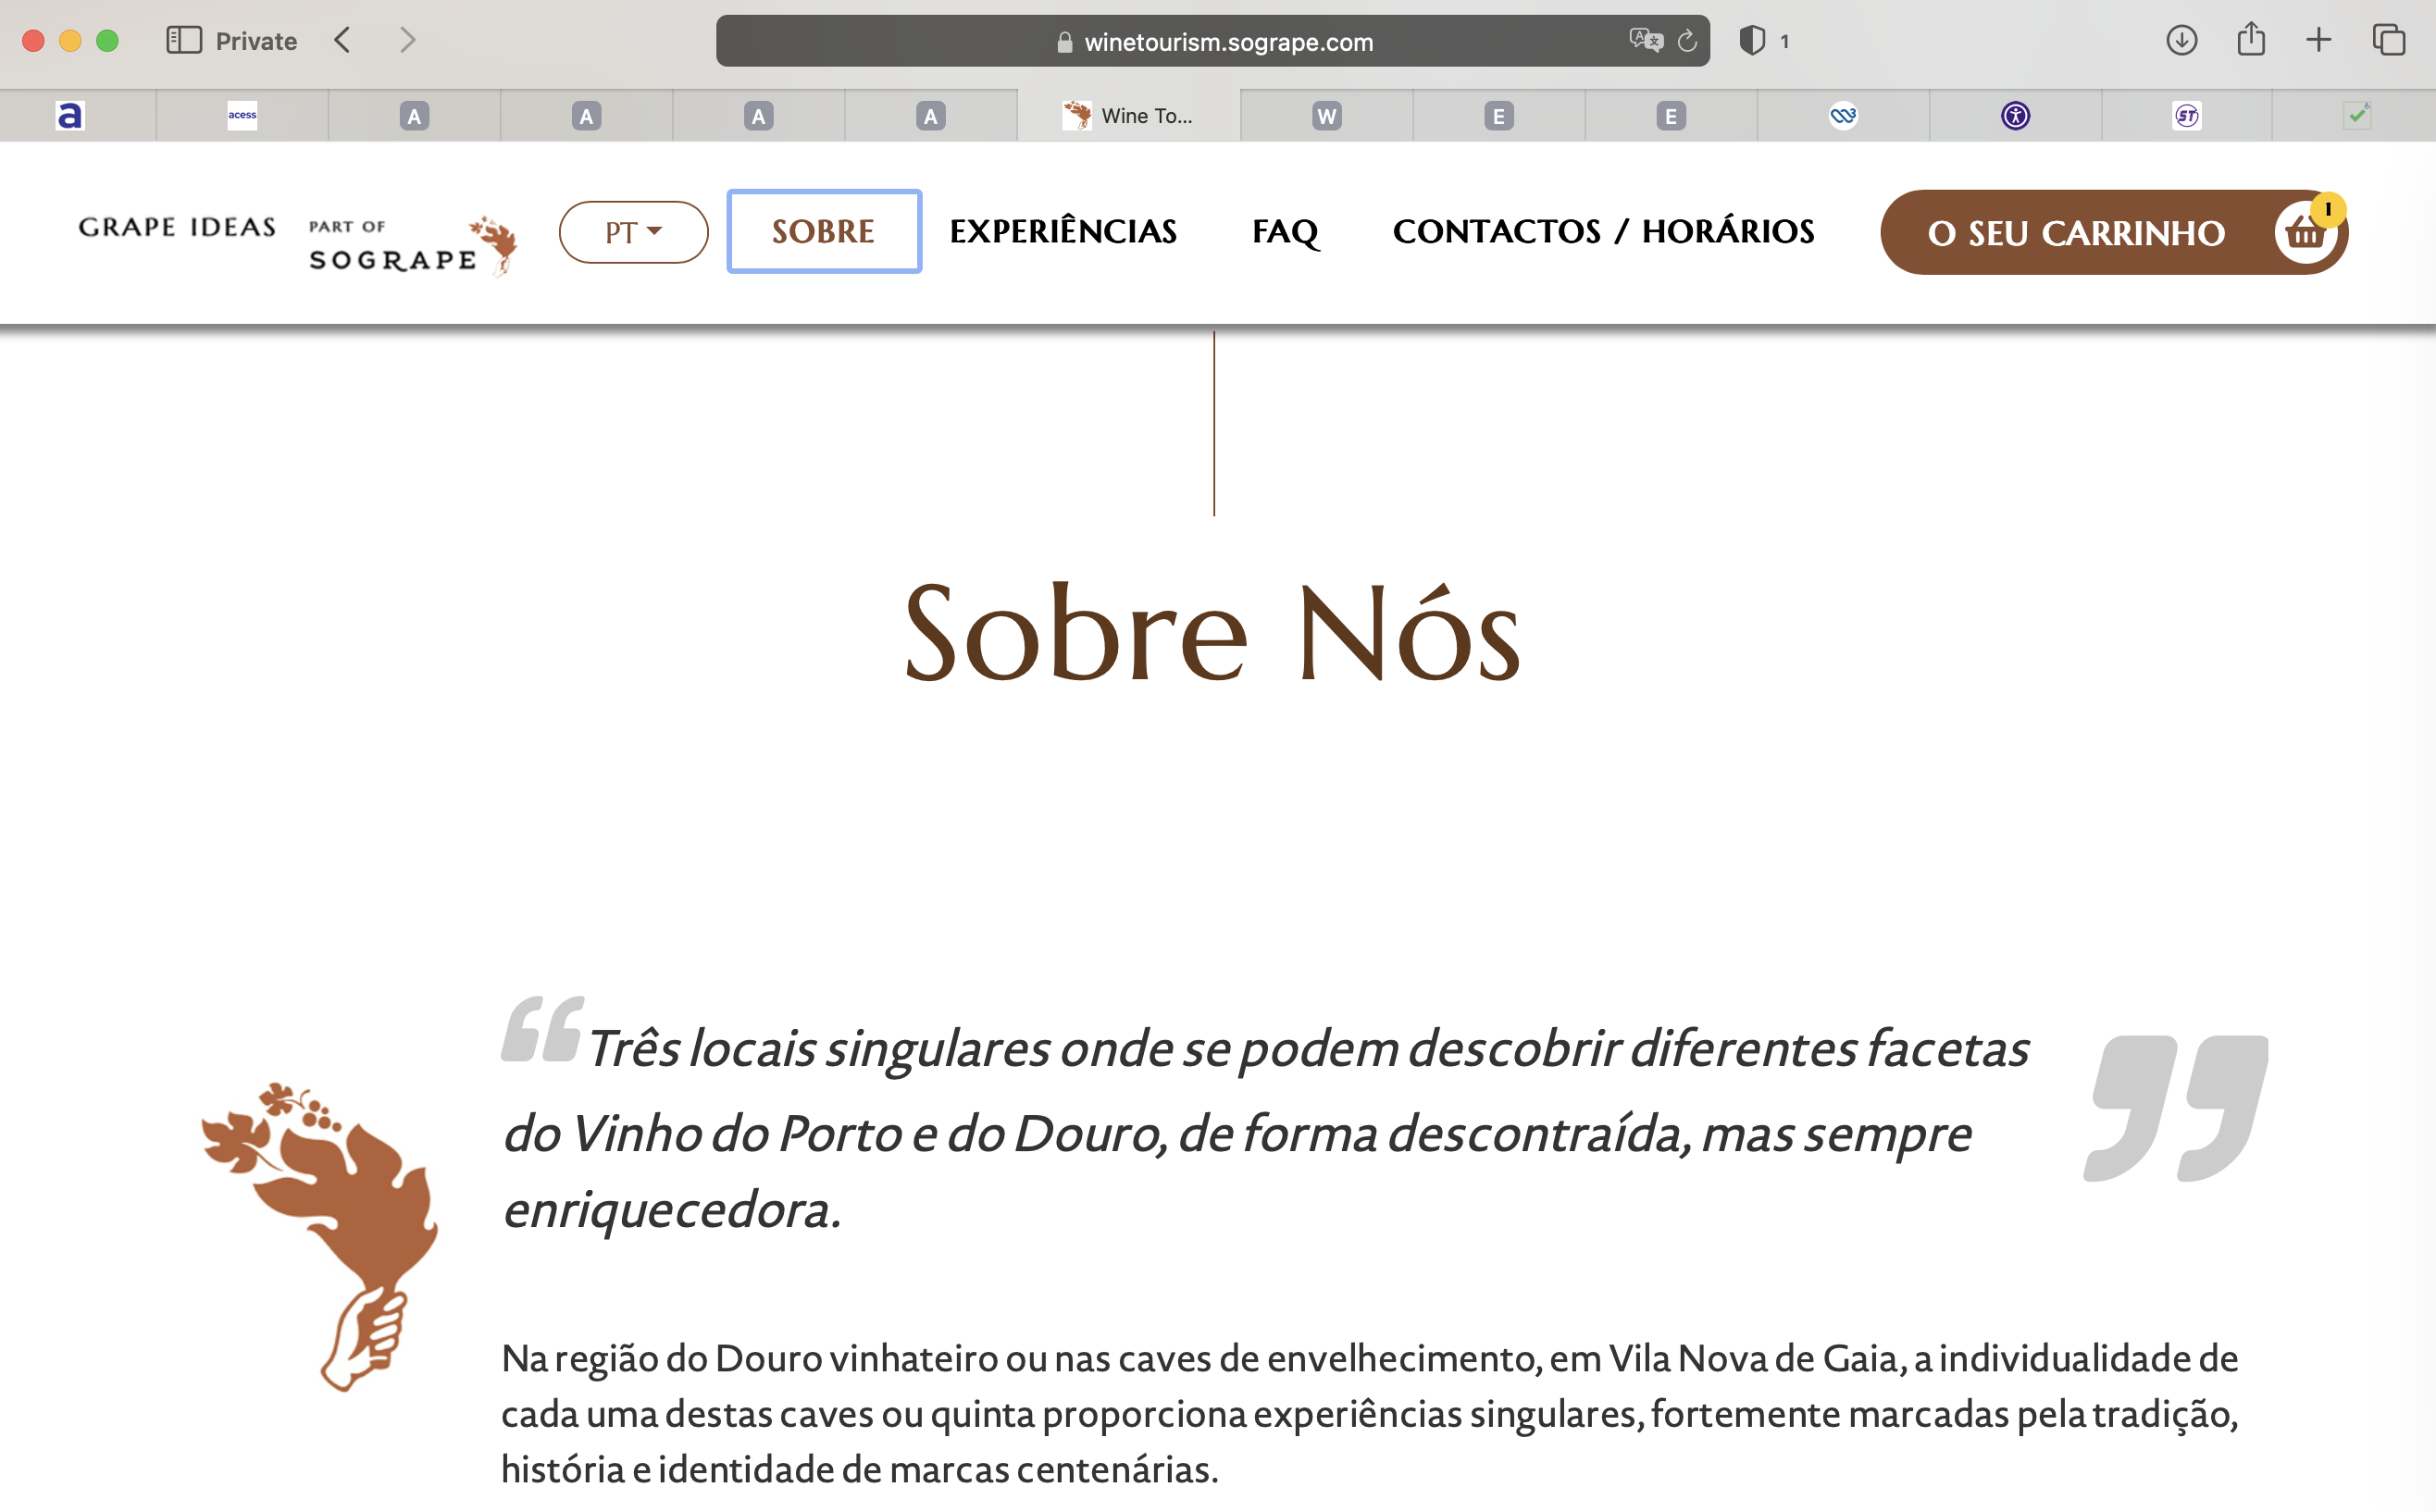 Private
winetourism.sogrape.com
1
a
acess
A
A
A
A
Wine To...
W
E
E
ST
GRAPE IDEAS
PART OF
SOGRAPE
PT
SOBRE
EXPERIÊNCIAS
FAQ
CONTACTOS / HORÁRIOS
O SEU CARRINHO
1
Sobre Nós
“Três locais singulares onde se podem descobrir diferentes facetas
do Vinho do Porto e do Douro, de forma descontraída, mas sempre
enriquecedora.”
Na região do Douro vinhateiro ou nas caves de envelhecimento, em Vila Nova de Gaia, a individualidade de
cada uma destas caves ou quinta proporciona experiências singulares, fortemente marcadas pela tradição,
história e identidade de marcas centenárias.